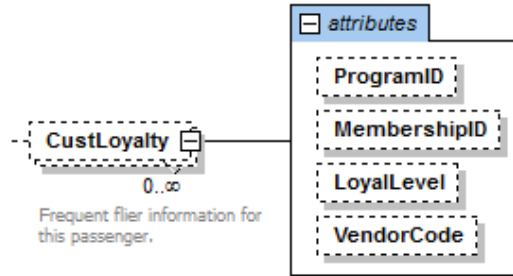 attributes
ProgramID
MembershipID
LoyalLevel
VendorCode
CustLoyalty
0..∞
Frequent flier information for
this passenger.